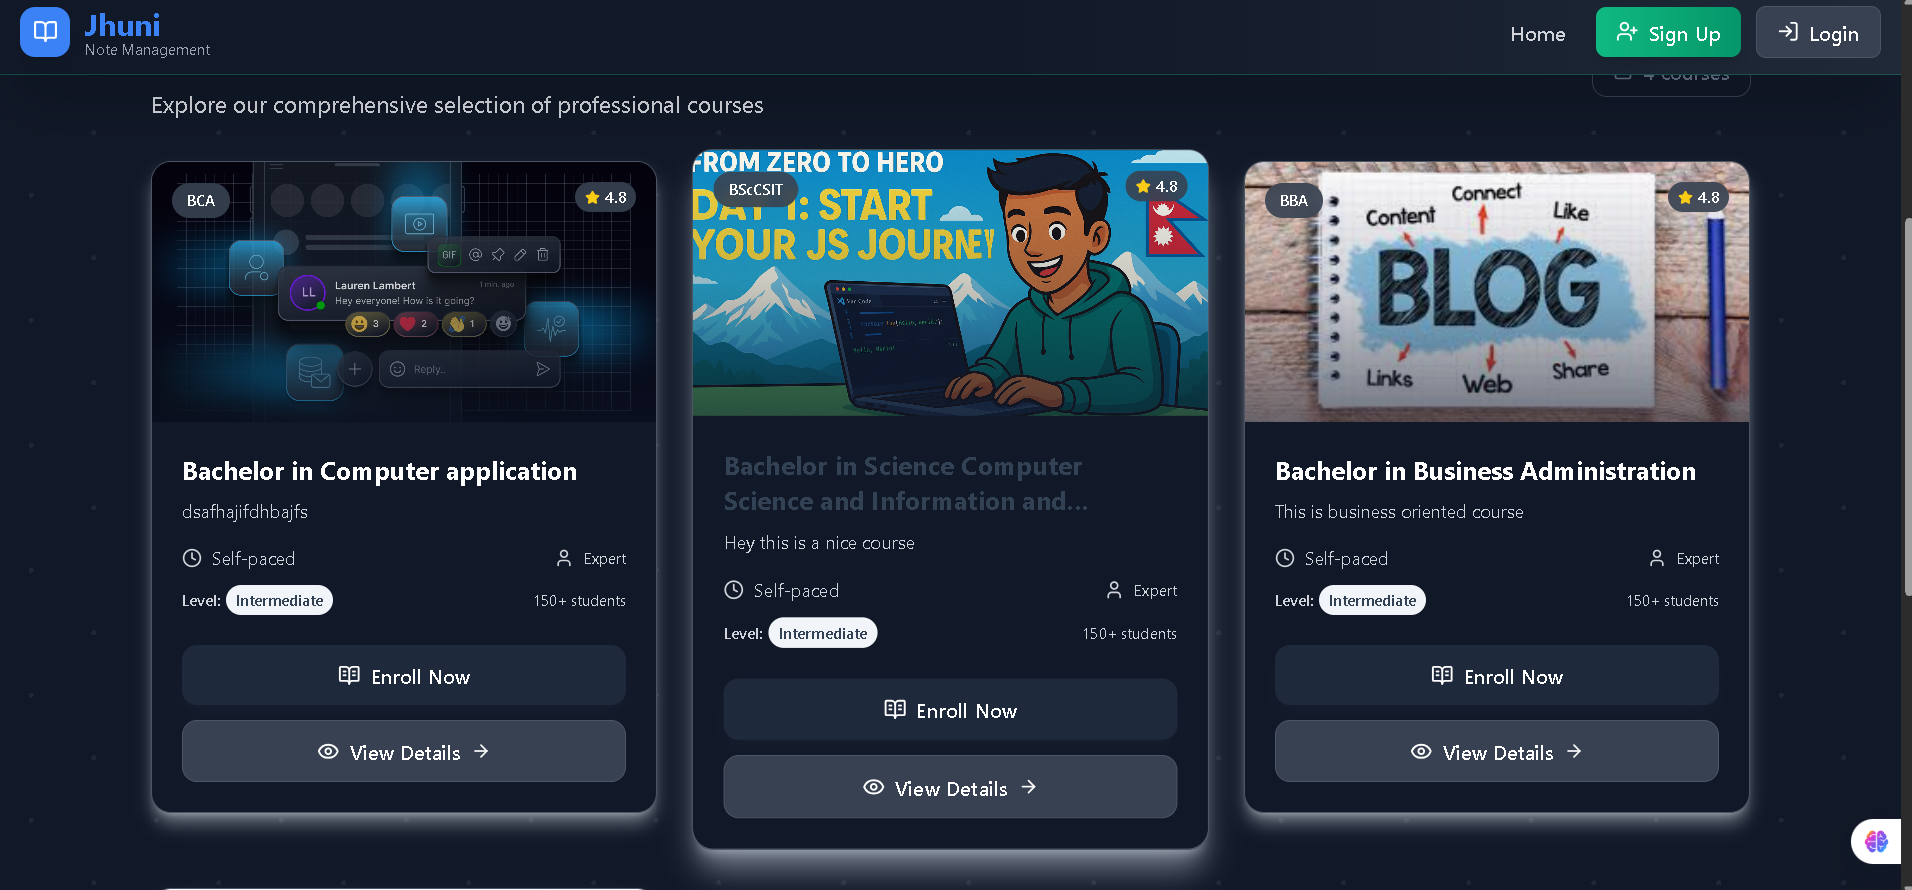 Jhuni
Note Management
Home
Sign Up
Login
4 courses
Explore our comprehensive selection of professional courses
BCA
4.8
GIF
Lauren Lambert
1 min. ago
LL
Hey everyone! How is it going?
3
2
1
Reply..
Bachelor in Computer application
dsafhajifdhbajfs
Self-paced
Expert
Level: Intermediate
150+ students
Enroll Now
View Details
FROM ZERO TO HERO
BScCSIT
4.8
DAY 1: START
YOUR JS JOURNEY
Bachelor in Science Computer
Science and Information and...
Hey this is a nice course
Self-paced
Expert
Level: Intermediate
150+ students
Enroll Now
View Details
BBA
4.8
Content
Connect
Like
BLOG
Links
Web
Share
Bachelor in Business Administration
This is business oriented course
Self-paced
Expert
Level: Intermediate
150+ students
Enroll Now
View Details